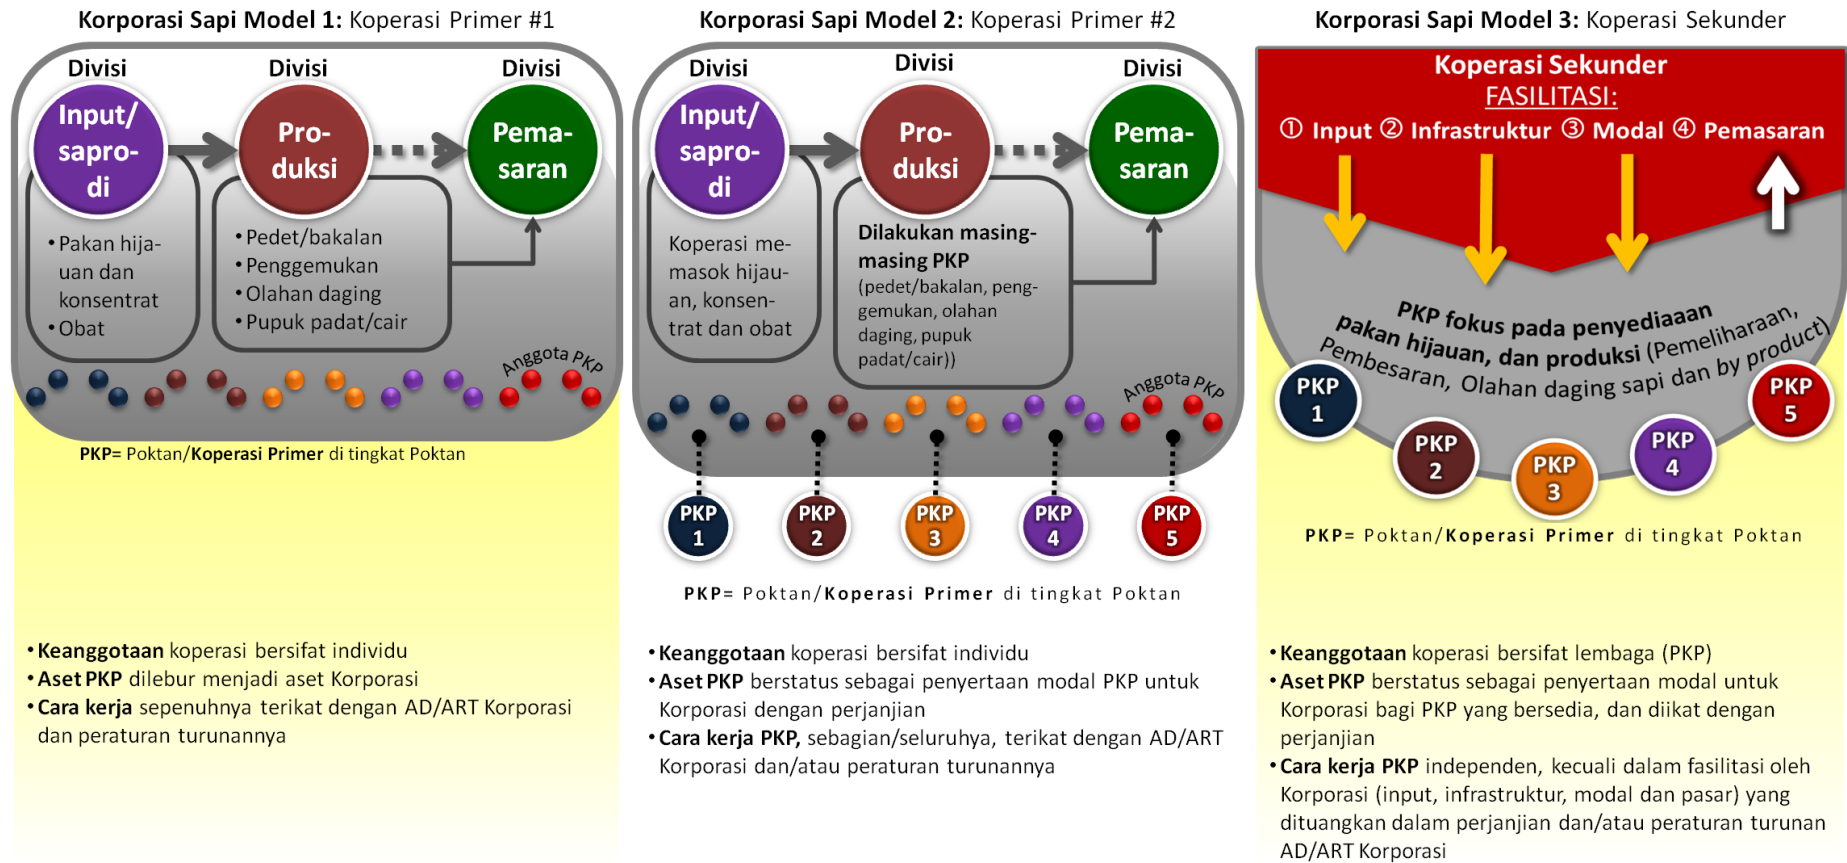 Korporasi Sapi Model 1: Koperasi Primer #1
Divisi
Divisi
Divisi
Input/
sapro-
di
Pro-
duksi
Pema-
saran
• Pakan hija-
uan dan
konsentrat
• Obat
• Pedet/bakalan
• Penggemukan
• Olahan daging
• Pupuk padat/cair
Anggota PKP
PKP= Poktan/Koperasi Primer di tingkat Poktan
• Keanggotaan koperasi bersifat individu
• Aset PKP dilebur menjadi aset Korporasi
• Cara kerja sepenuhnya terikat dengan AD/ART Korporasi
dan peraturan turunannya
Korporasi Sapi Model 2: Koperasi Primer #2
Divisi
Divisi
Divisi
Input/
sapro-
di
Pro-
duksi
Pema-
saran
Koperasi me-
masok hijau-
an, konsen-
trat dan obat
Dilakukan masing-
masing PKP
(pedet/bakalan, peng-
gemukan, olahan
daging, pupuk
padat/cair))
Anggota PKP
PKP
1
PKP
2
PKP
3
PKP
4
PKP
5
PKP= Poktan/Koperasi Primer di tingkat Poktan
• Keanggotaan koperasi bersifat individu
• Aset PKP berstatus sebagai penyertaan modal PKP untuk
Korporasi dengan perjanjian
• Cara kerja PKP, sebagian/seluruhya, terikat dengan AD/ART
Korporasi dan/atau peraturan turunannya
Korporasi Sapi Model 3: Koperasi Sekunder
Koperasi Sekunder
FASILITASI:
① Input ② Infrastruktur ③ Modal ④ Pemasaran
PKP fokus pada penyediaaan
pakan hijauan, dan produksi (Pemeliharaan,
Pembesaran, Olahan daging sapi dan by product)
PKP
1
PKP
2
PKP
3
PKP
4
PKP
5
PKP= Poktan/Koperasi Primer di tingkat Poktan
• Keanggotaan koperasi bersifat lembaga (PKP)
• Aset PKP berstatus sebagai penyertaan modal untuk
Korporasi bagi PKP yang bersedia, dan diikat dengan
perjanjian
• Cara kerja PKP independen, kecuali dalam fasilitasi oleh
Korporasi (input, infrastruktur, modal dan pasar) yang
dituangkan dalam perjanjian dan/atau peraturan turunan
AD/ART Korporasi